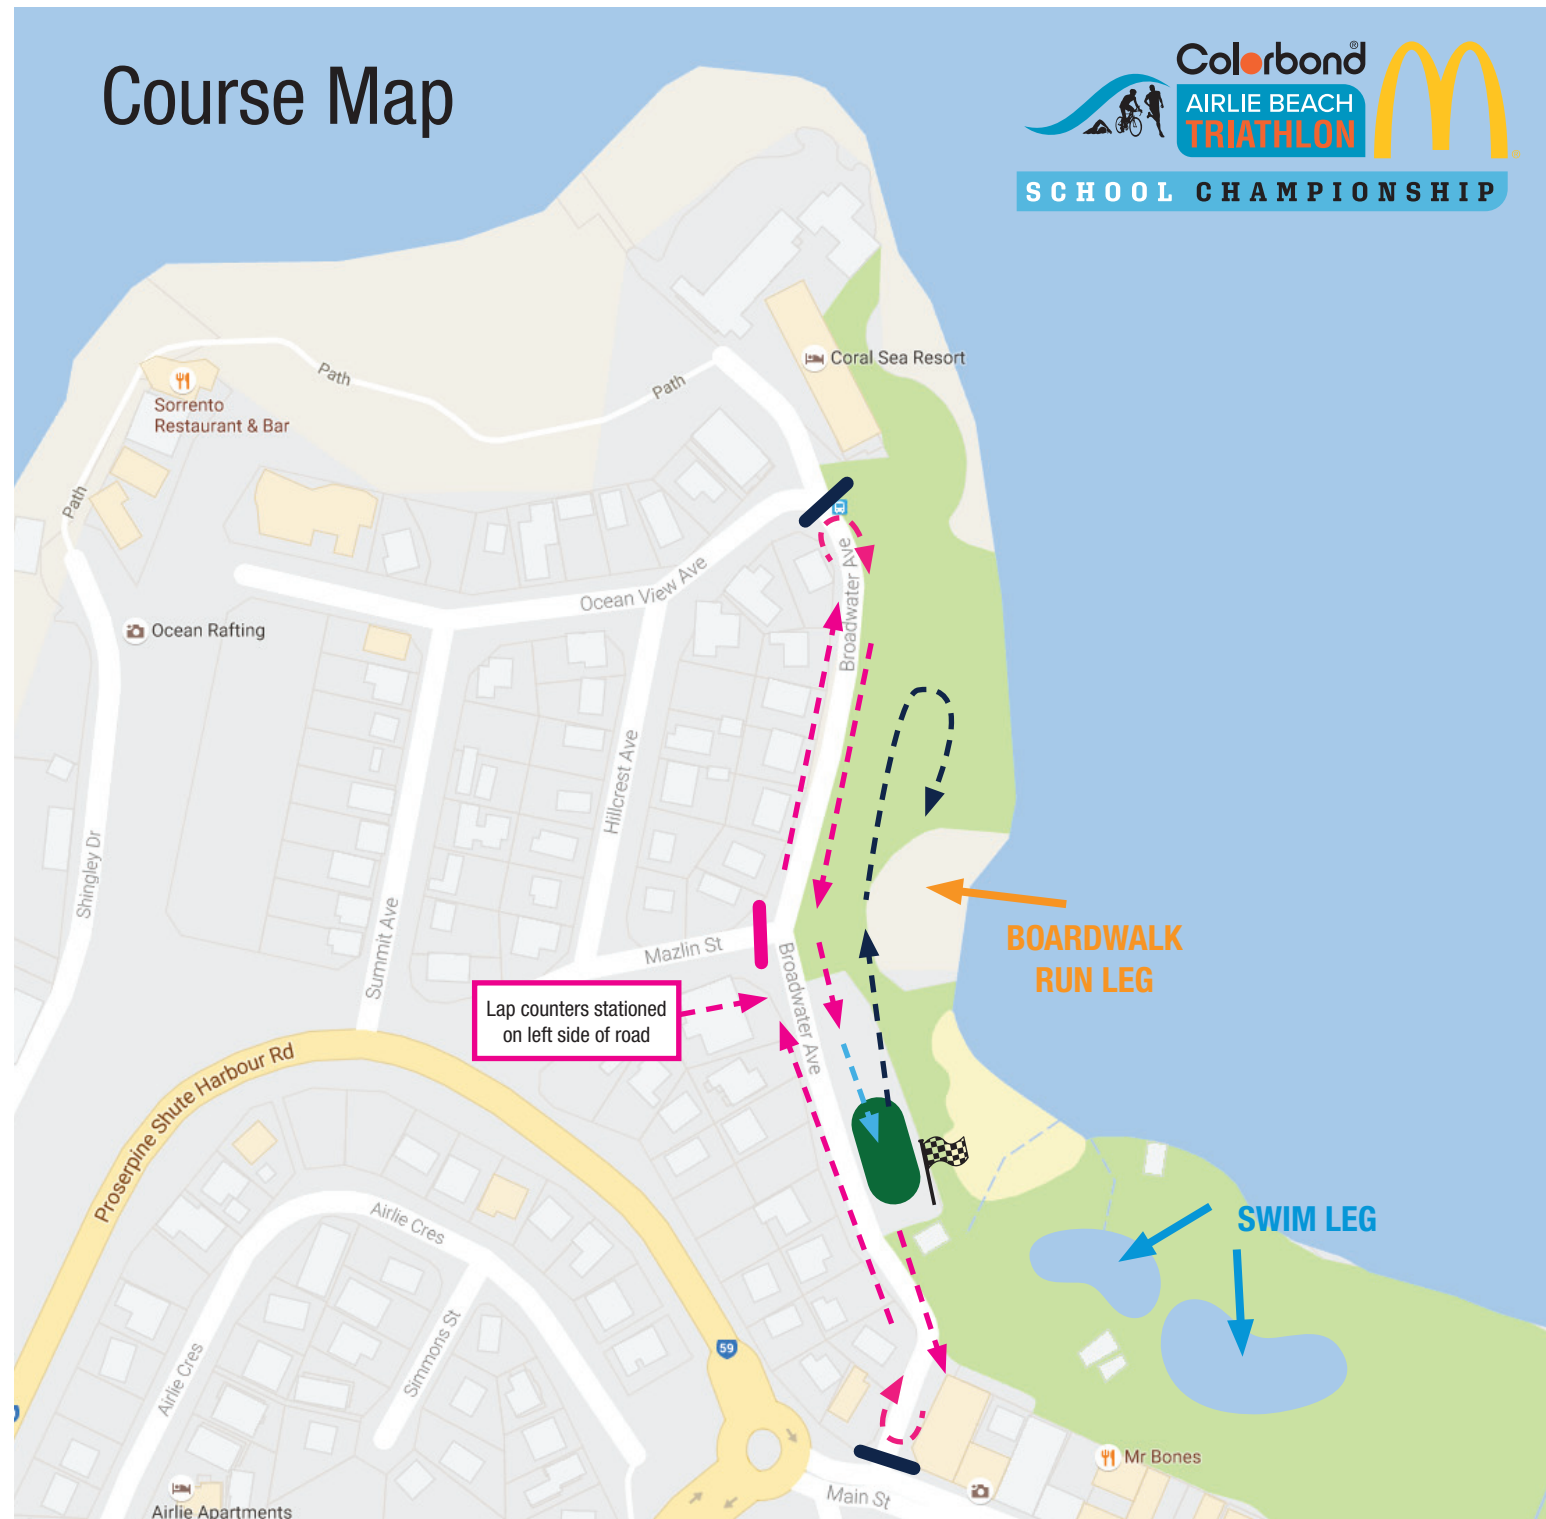 Course Map
Colorbond®
AIRLIE BEACH
TRIATHLON
SCHOOL CHAMPIONSHIP
Coral Sea Resort
Path
Path
Sorrento
Restaurant & Bar
Path
Ocean View Ave
Broadwater Ave
Ocean Rafting
Hillcrest Ave
Shingley Dr
Summit Ave
BOARDWALK
RUN LEG
Mazlin St
Broadwater Ave
Lap counters stationed
on left side of road
Proserpine Shute Harbour Rd
Airlie Cres
SWIM LEG
Simmons St
59
Airlie Cres
Mr Bones
Main St
Airlie Apartments